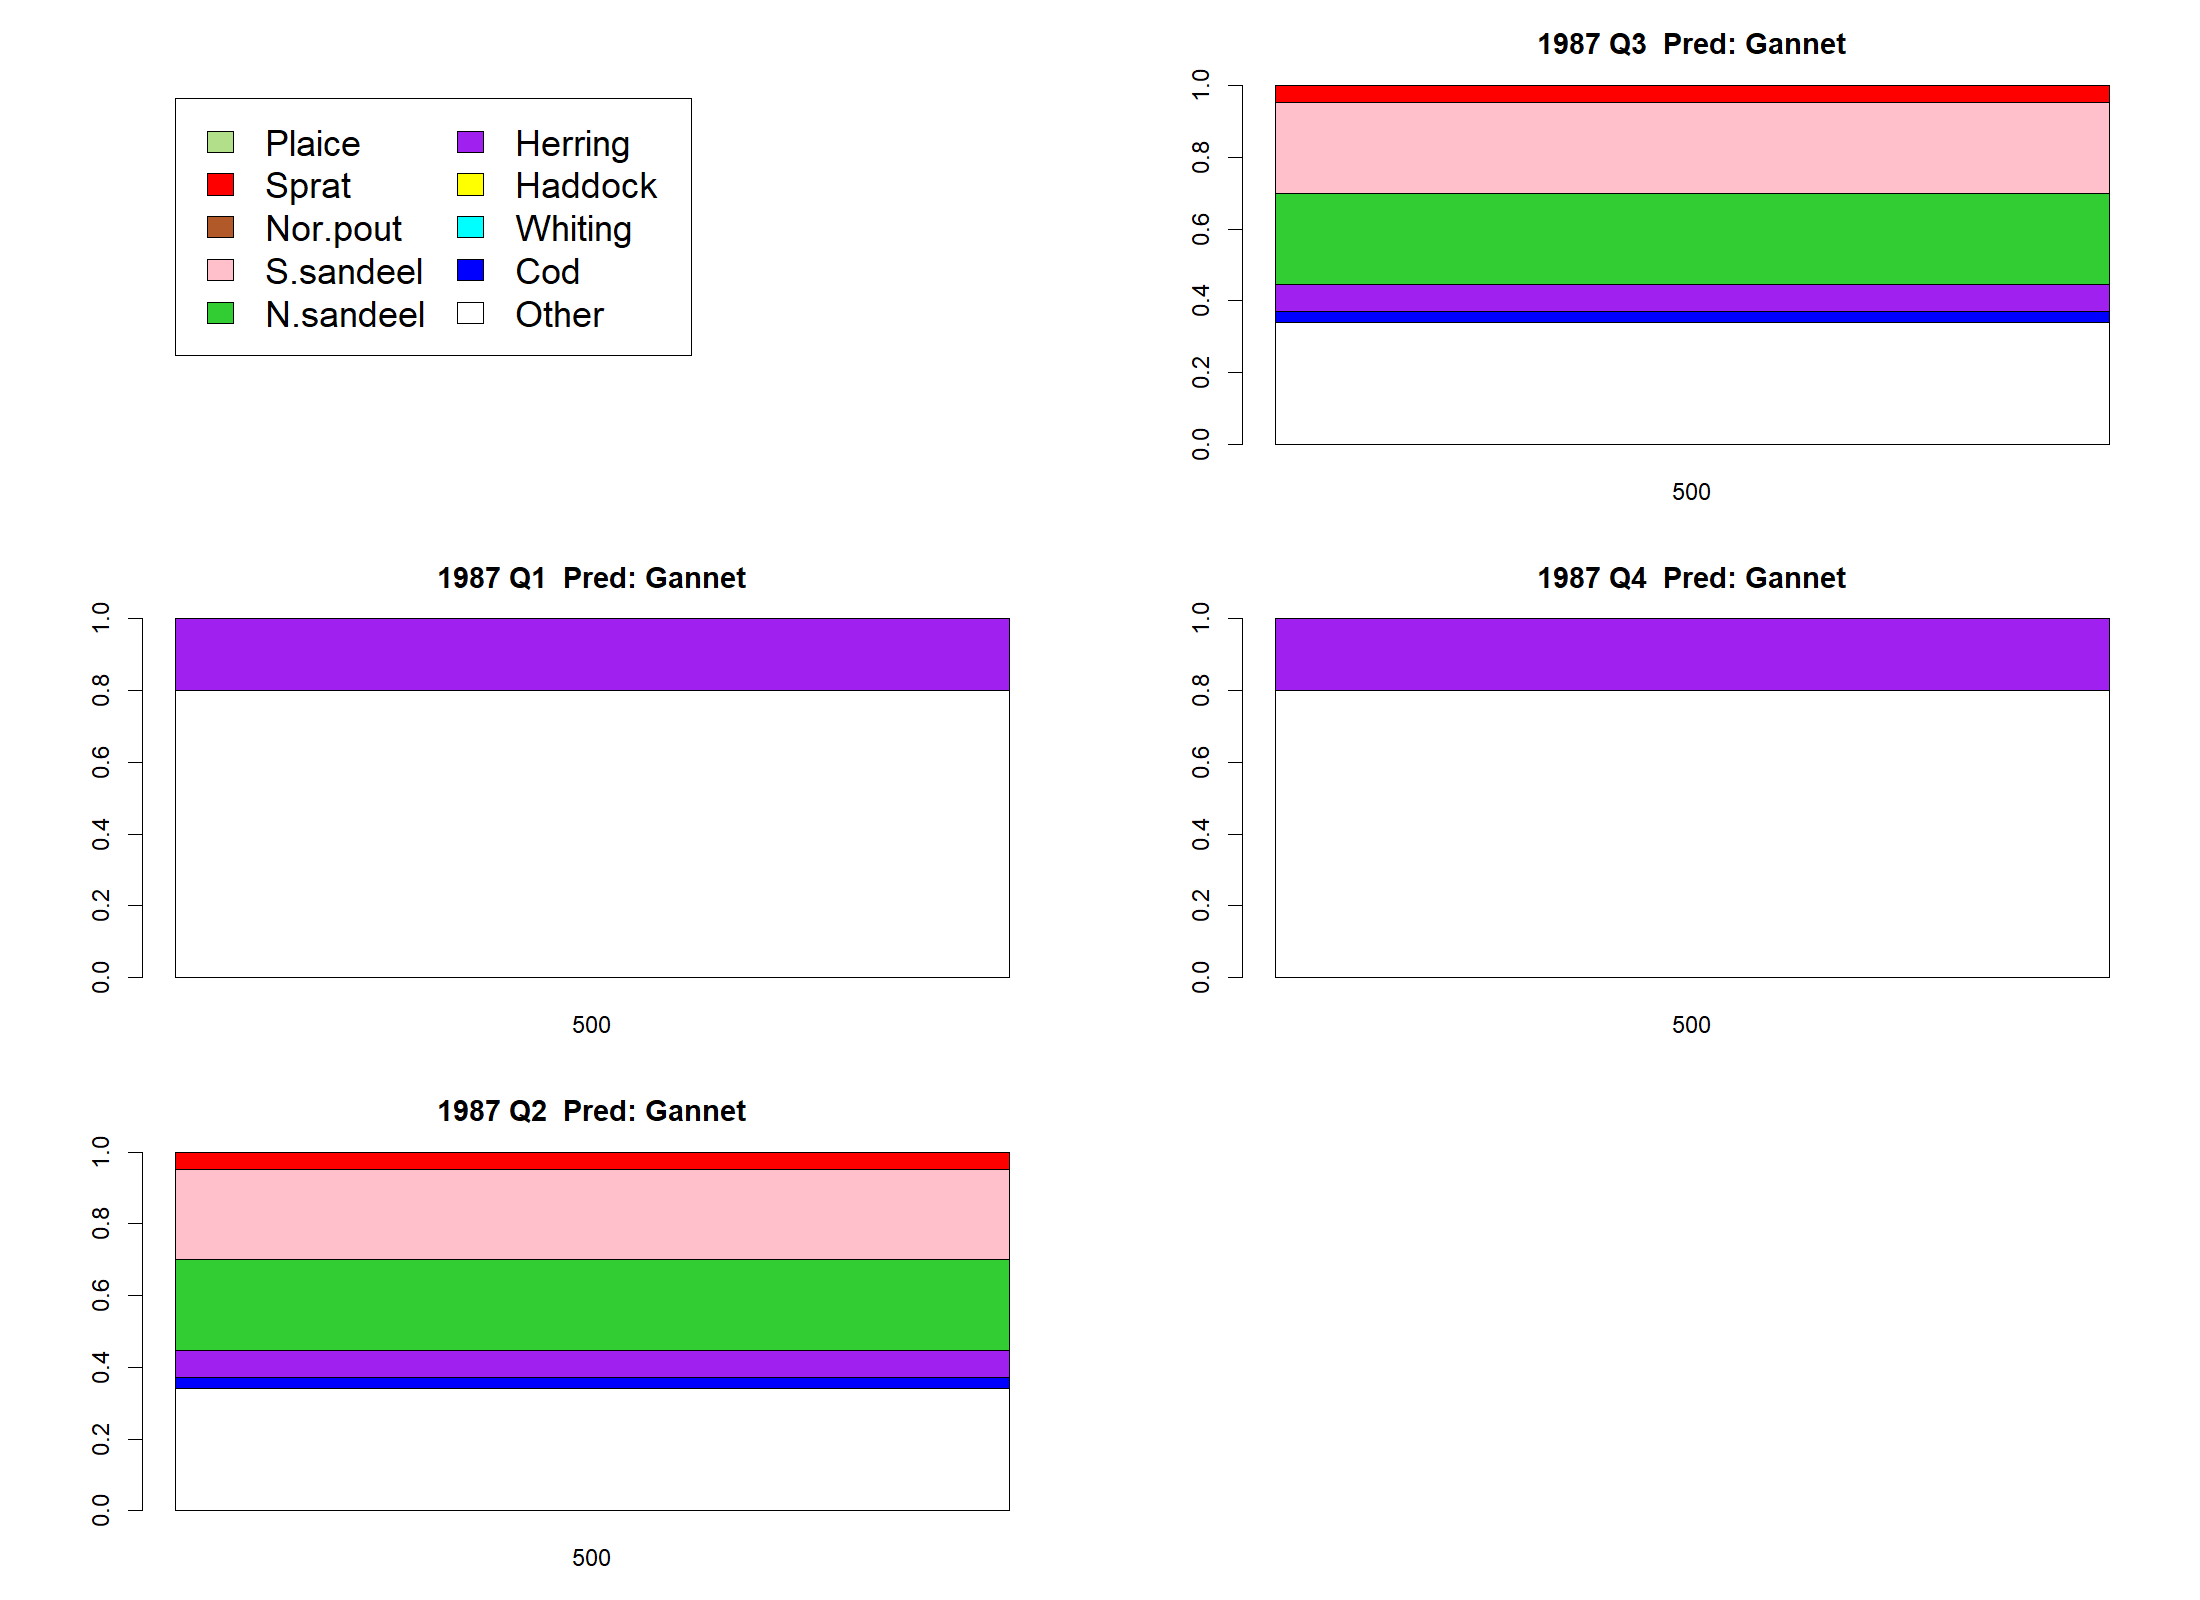 Plaice
Sprat
Nor.pout
S.sandeel
N.sandeel
Herring
Haddock
Whiting
Cod
Other
1987 Q1  Pred: Gannet
1.0
0.8
0.6
0.4
0.2
0.0
500
1987 Q2  Pred: Gannet
1.0
0.8
0.6
0.4
0.2
0.0
500
1987 Q3  Pred: Gannet
1.0
0.8
0.6
0.4
0.2
0.0
500
1987 Q4  Pred: Gannet
1.0
0.8
0.6
0.4
0.2
0.0
500